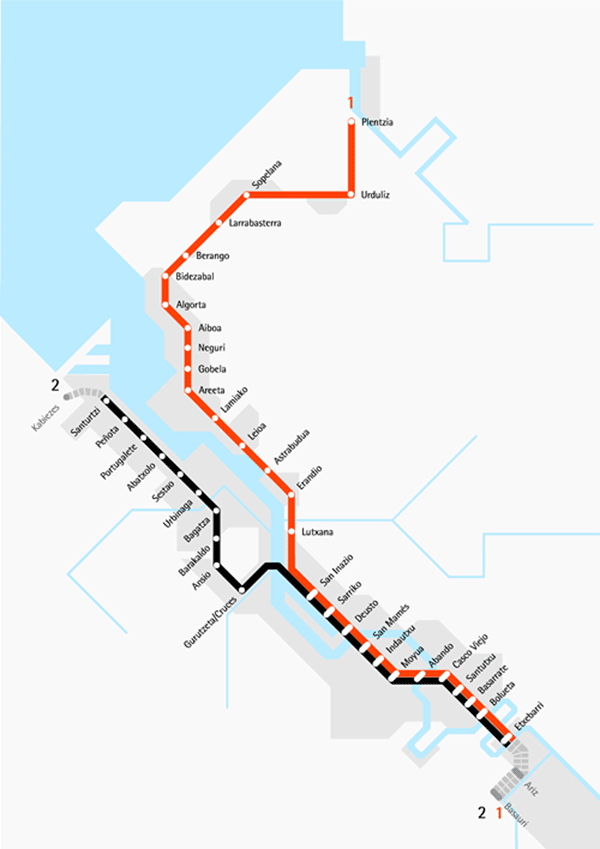 1
Plentzia
Sopelana
Urduliz
Larrabasterra
Berango
Bidezabal
Algorta
Aiboa
Neguri
Gobela
Areeta
Lamiako
Leioa
Astrabudua
Erandio
Lutxana
2
Kabiezes
Santurtzi
Peñota
Portugalete
Abatxolo
Sestao
Urbinaga
Bagatza
Barakaldo
Ansio
Gurutzeta/Cruces
San Inazio
Sarriko
Deusto
San Mamés
Indautxu
Moyua
Abando
Casco Viejo
Santutxu
Basarrate
Bolueta
Etxebarri
Ariz
Basauri
2 1